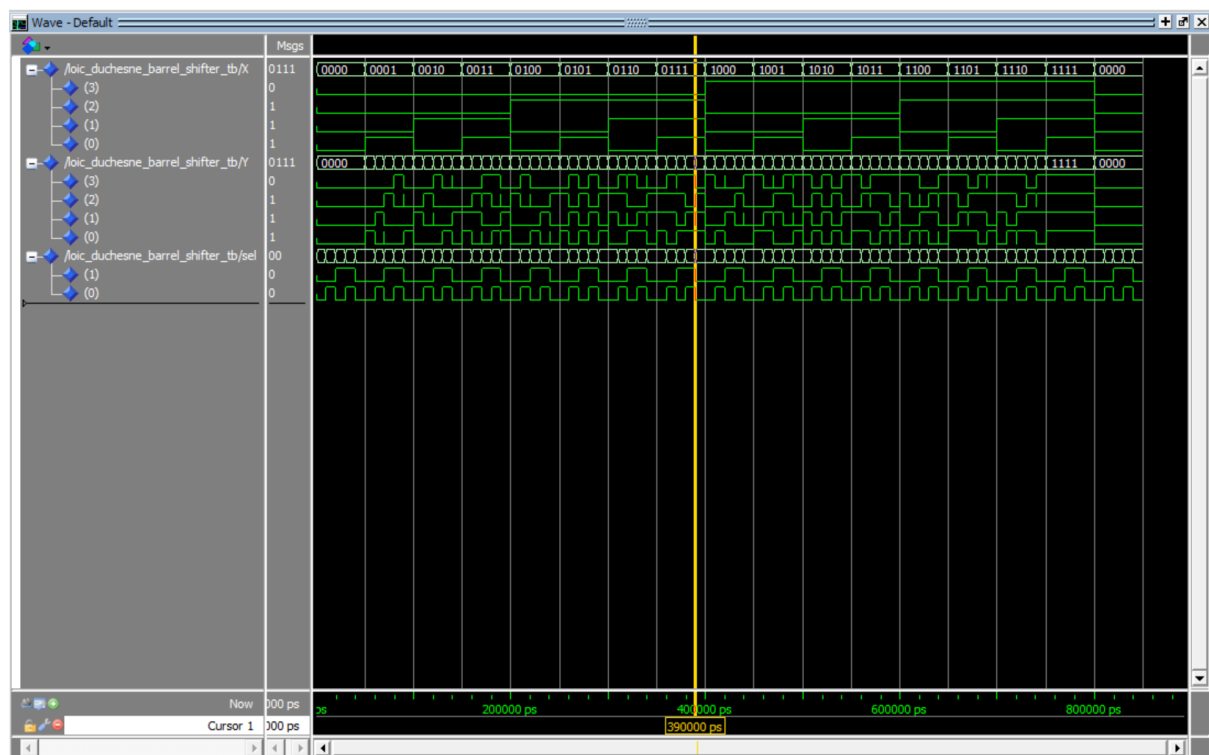 Wave - Default
Msgs
/loic_duchesne_barrel_shifter_tb/X 0111 0000 0001 0010 0011 0100 0101 0110 0111 1000 1001 1010 1011 1100 1101 1110 1111 0000
(3) 0
(2) 1
(1) 1
(0) 1
/loic_duchesne_barrel_shifter_tb/Y 0111 0000 1111 0000
(3) 0
(2) 1
(1) 1
(0) 1
/loic_duchesne_barrel_shifter_tb/sel 00
(1) 0
(0) 0
Now 000 ps ps 200000 ps 400000 ps 600000 ps 800000 ps
Cursor 1 000 ps 390000 ps